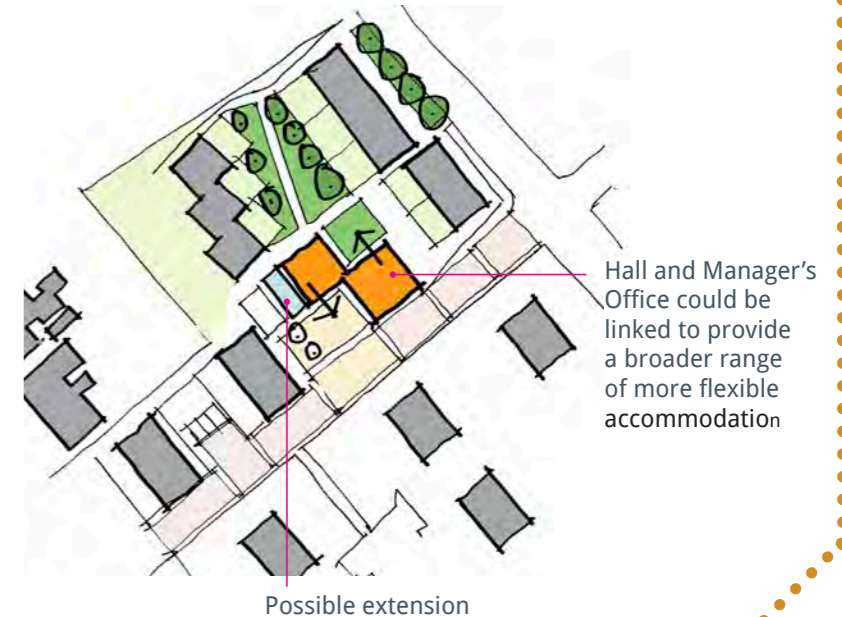 Hall and Manager’s
Office could be
linked to provide
a broader range
of more flexible
accommodation
Possible extension